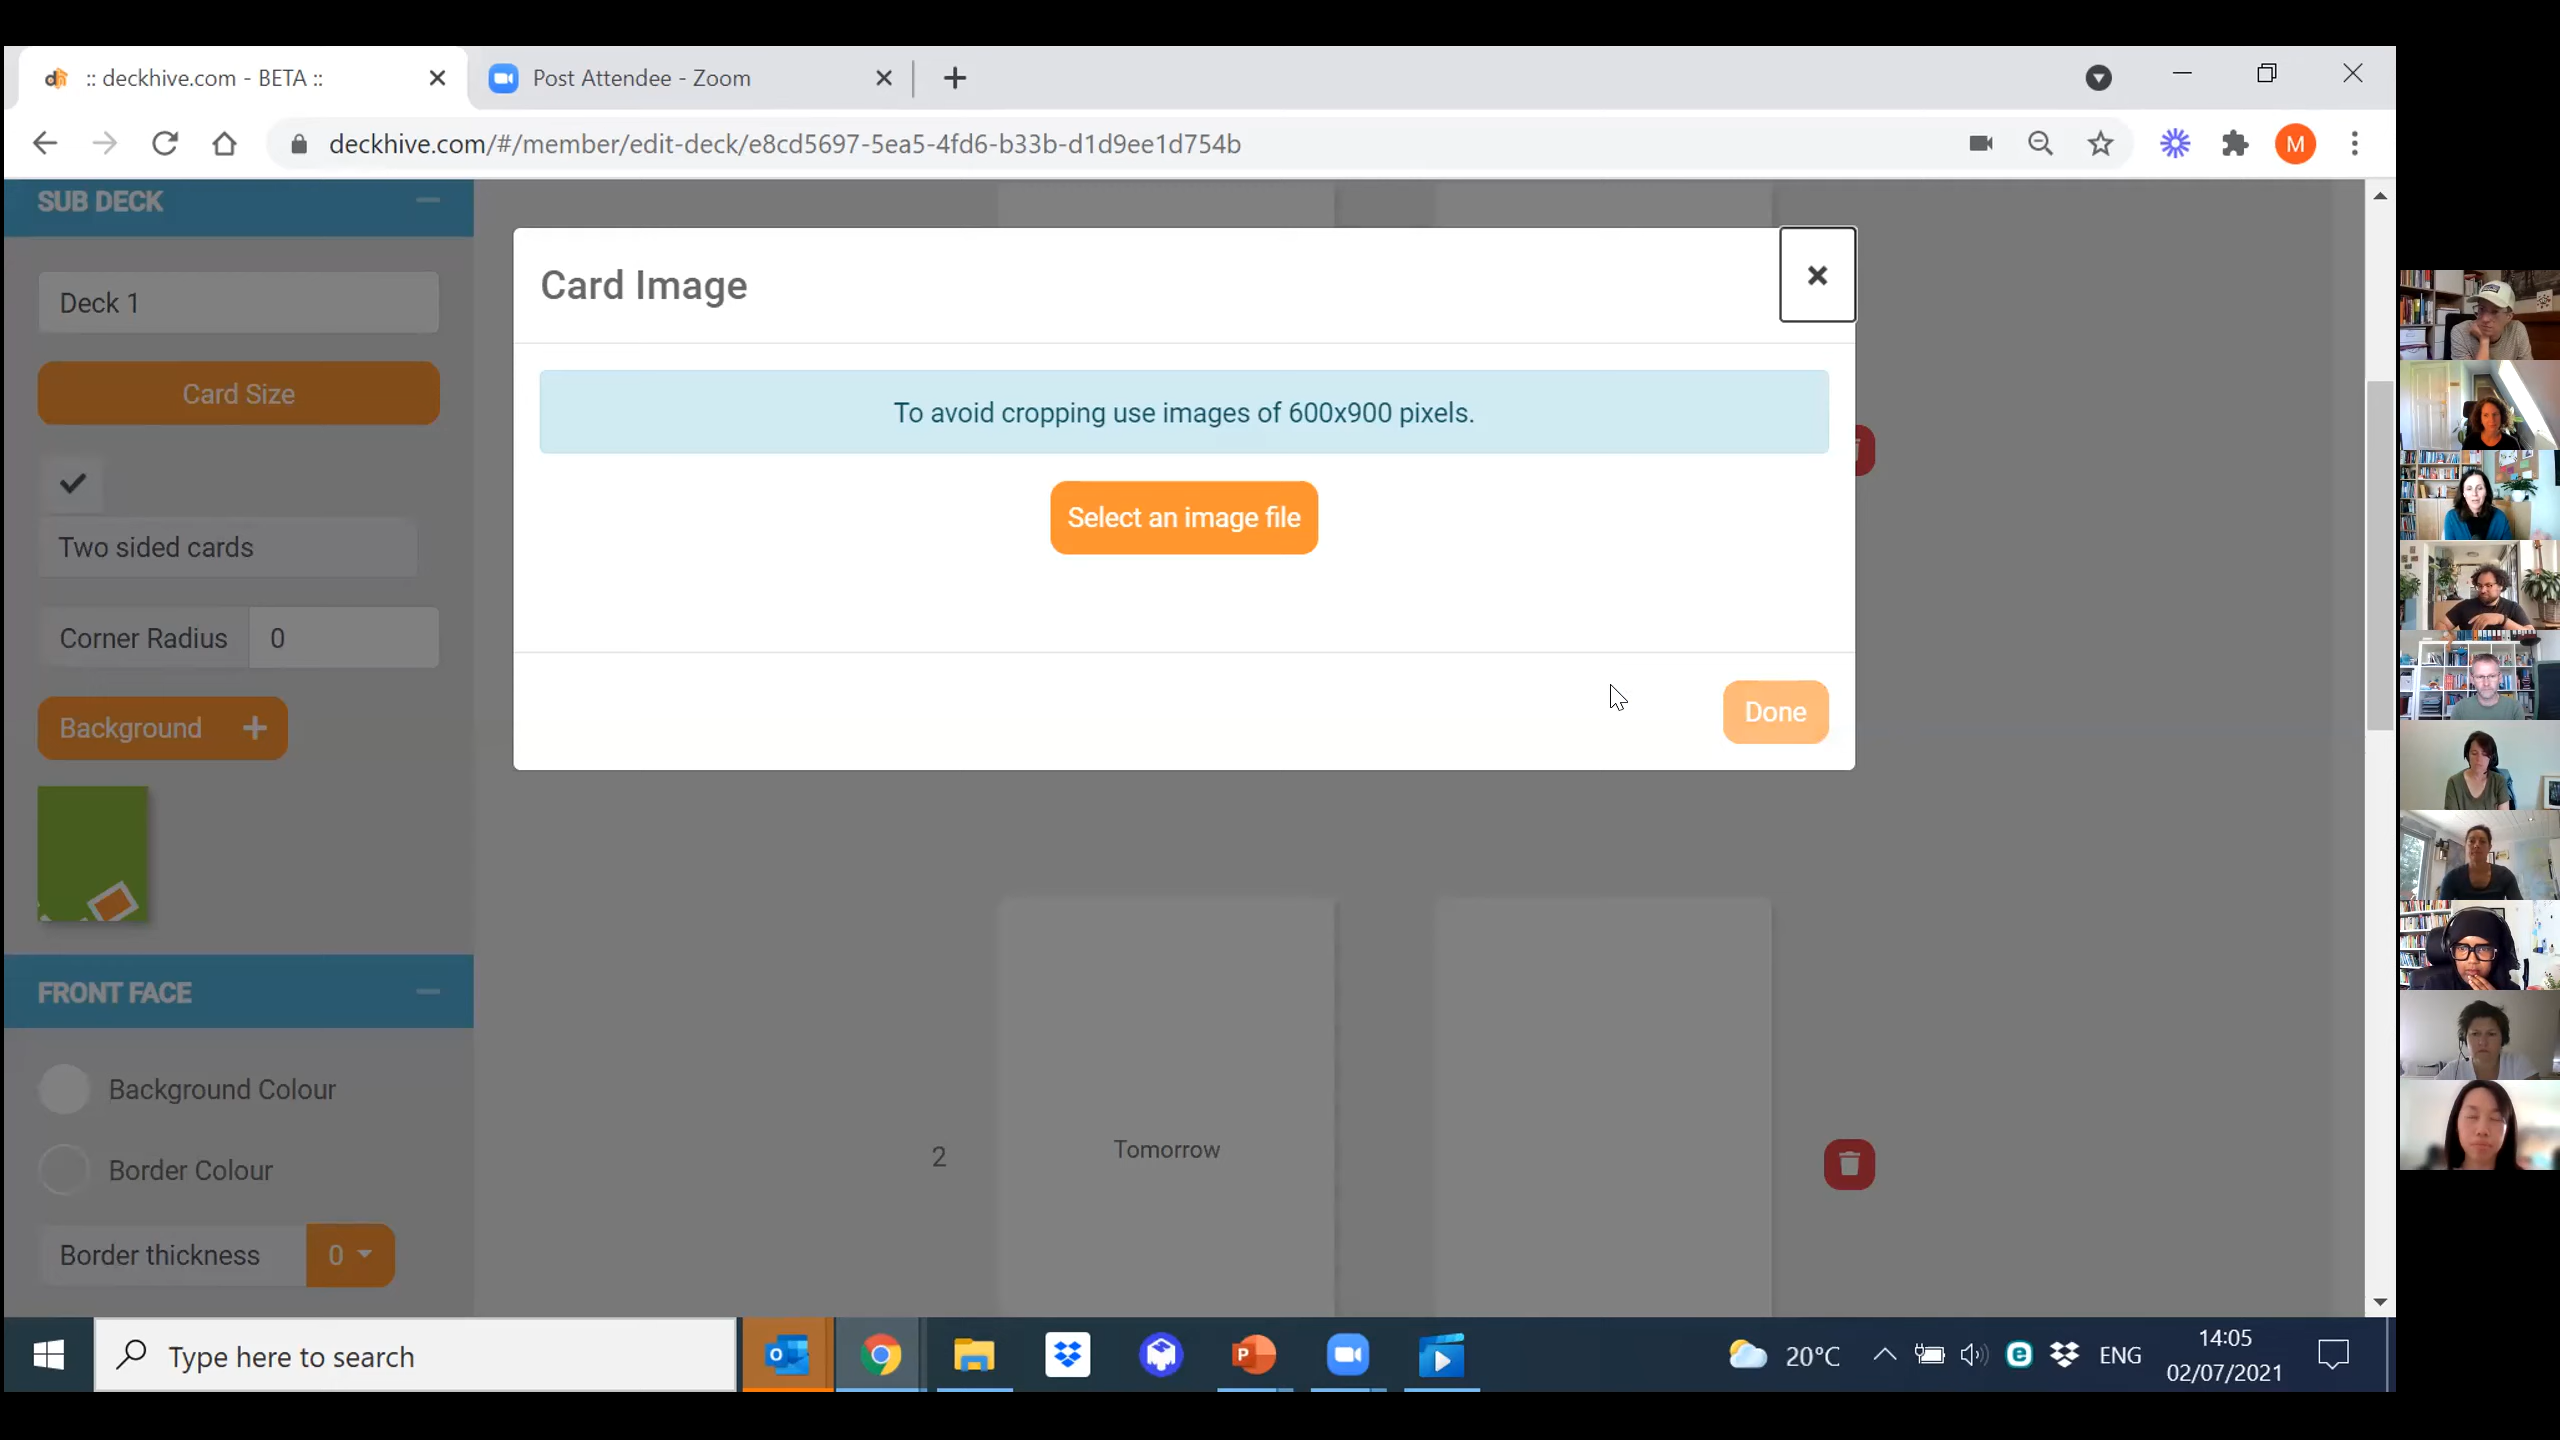 :: deckhive.com - BETA ::
Post Attendee - Zoom
deckhive.com/#/member/edit-deck/e8cd5697-5ea5-4fd6-b33b-d1d9ee1d754b
M
SUB DECK
Deck 1
Card Size
Two sided cards
Corner Radius 0
Background
FRONT FACE
Background Colour
Border Colour
Border thickness 0
Card Image
To avoid cropping use images of 600x900 pixels.
Select an image file
Done
2
Tomorrow
Type here to search
20°C
ENG
14:05
02/07/2021